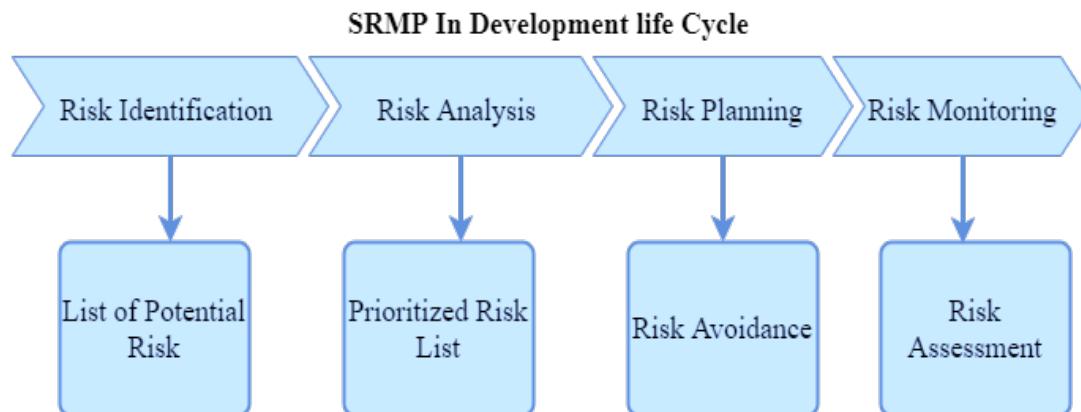 SRMP In Development life Cycle
Risk Identification
Risk Analysis
Risk Planning
Risk Monitoring
List of Potential
Risk
Prioritized Risk
List
Risk Avoidance
Risk
Assessment